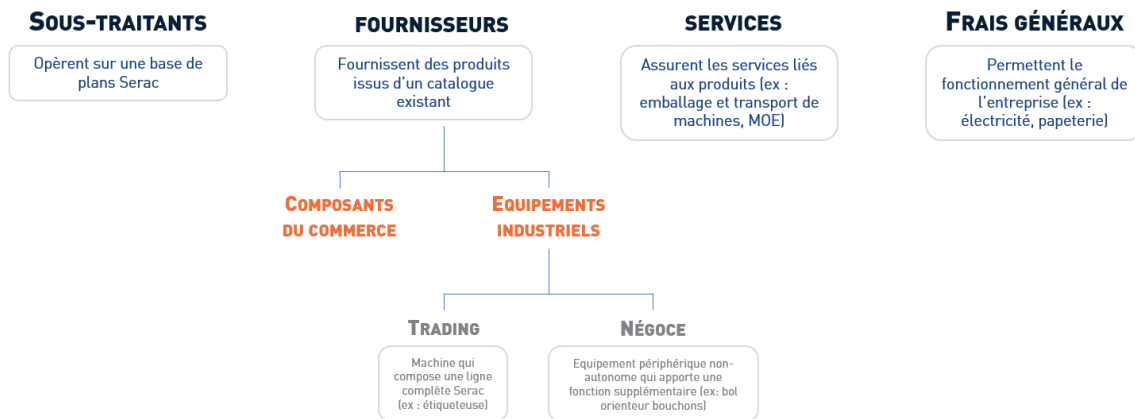 SOUS-TRAITANTS
Opèrent sur une base de
plans Serac
FOURNISSEURS
Fournissent des produits
issus d'un catalogue
existant
SERVICES
Assurent les services liés
aux produits (ex :
emballage et transport de
machines, MOE)
FRAIS GÉNÉRAUX
Permettent le
fonctionnement général de
l'entreprise (ex :
électricité, papeterie)
COMPOSANTS
DU COMMERCE
EQUIPEMENTS
INDUSTRIELS
TRADING
Machine qui
compose une ligne
complète Serac
(ex : étiqueteuse)
NÉGOCE
Equipement périphérique non-
autonome qui apporte une
fonction supplémentaire (ex: bol
orienteur bouchons)